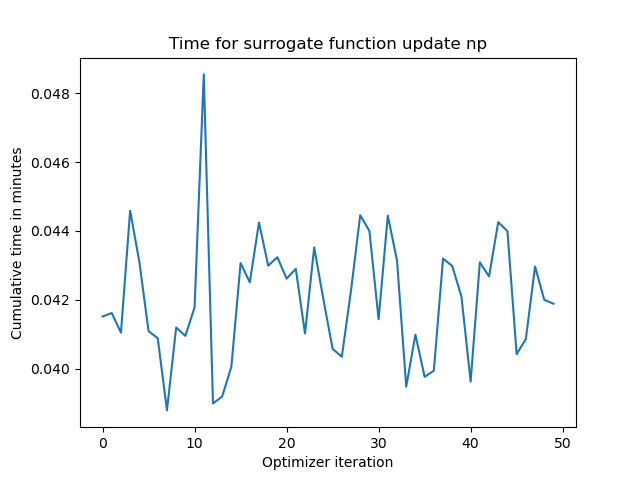 Time for surrogate function update np
Cumulative time in minutes
0.048
0.046
0.044
0.042
0.040
0 10 20 30 40 50
Optimizer iteration